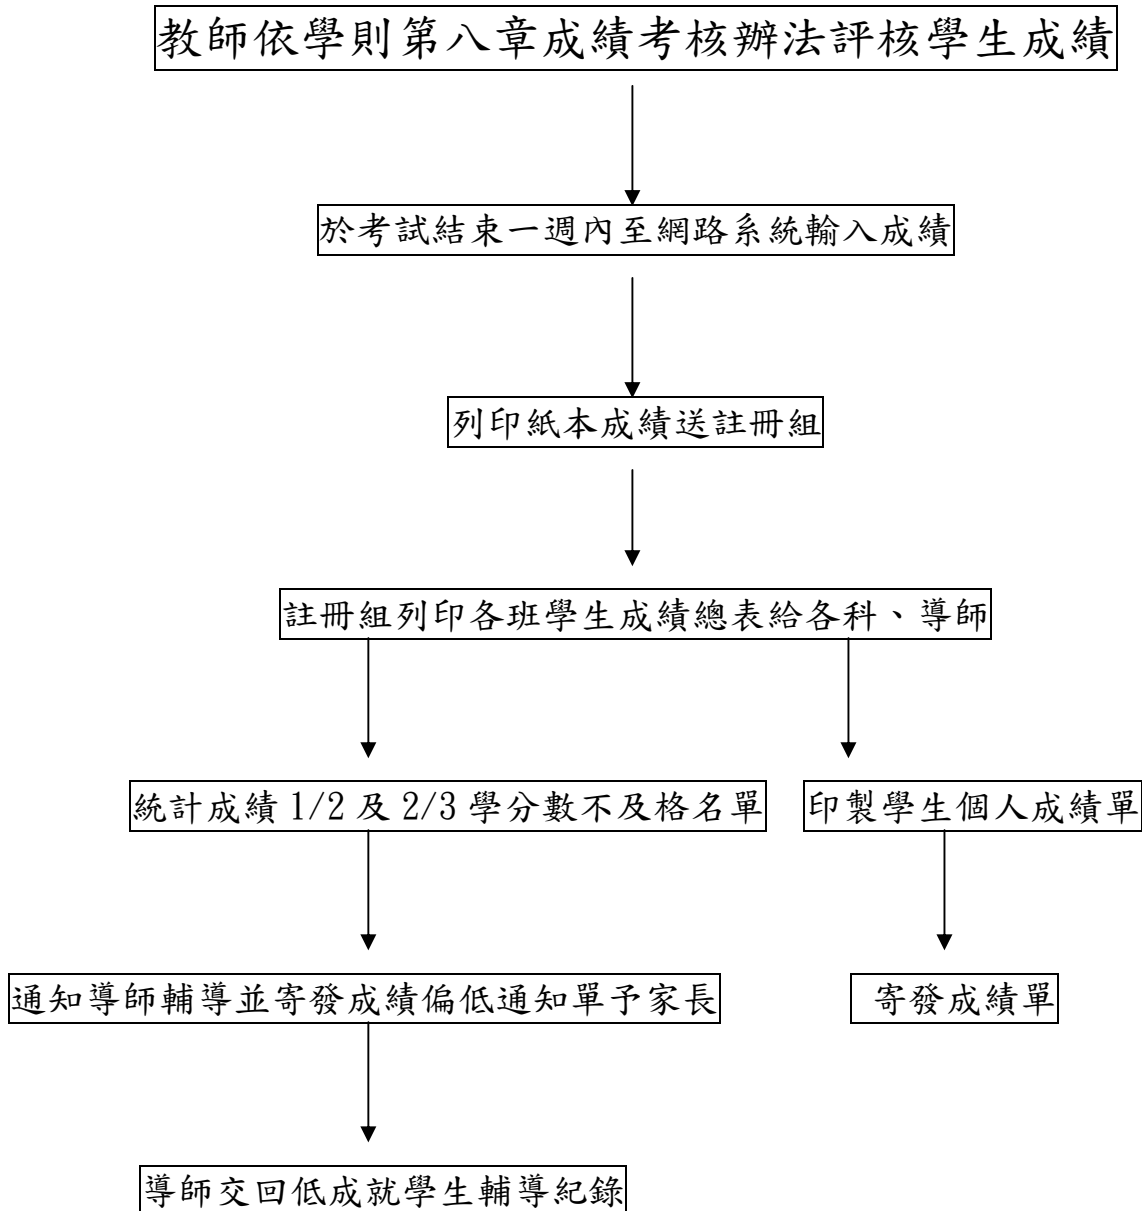 教師依學則第八章成績考核辦法評核學生成績
於考試結束一週內至網路系統輸入成績
列印紙本成績送註冊組
註冊組列印各班學生成績總表給各科、導師
統計成績 1/2 及 2/3 學分數不及格名單
印製學生個人成績單
通知導師輔導並寄發成績偏低通知單予家長
寄發成績單
導師交回低成就學生輔導紀錄